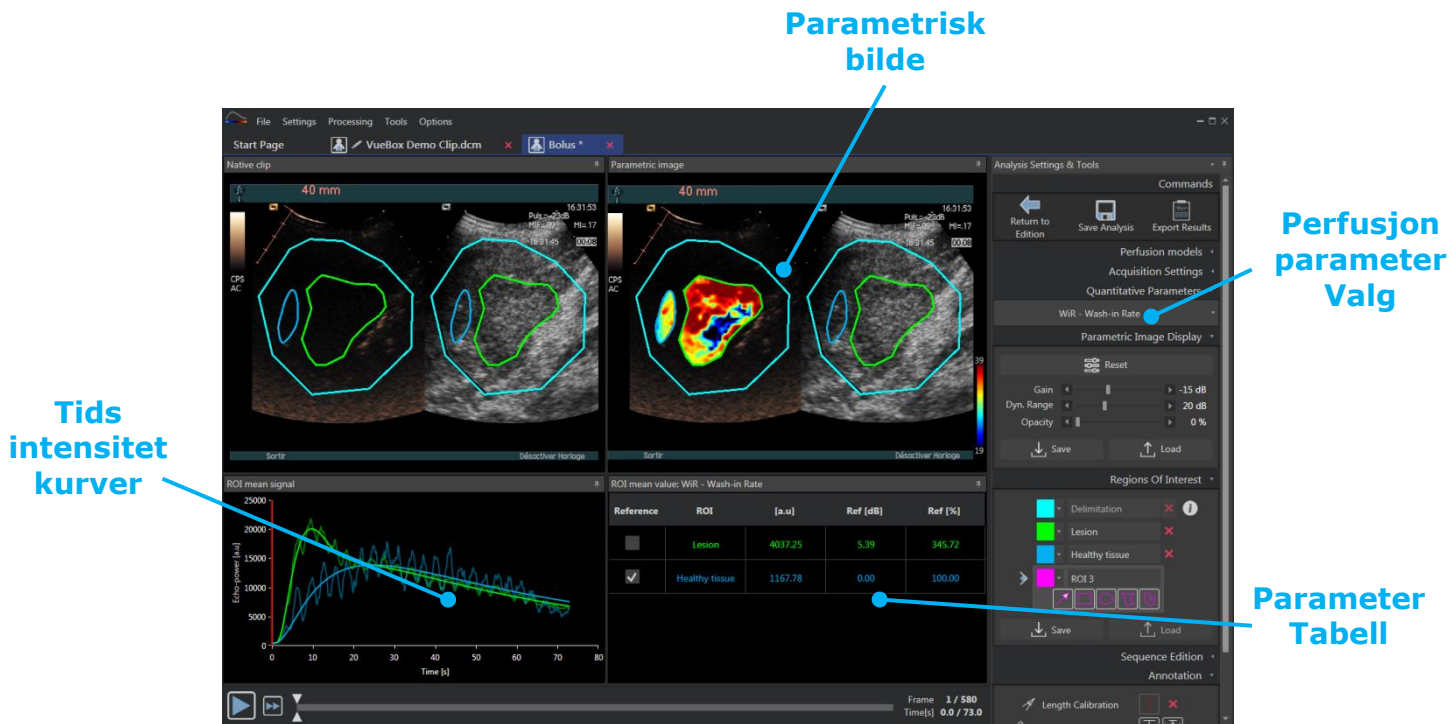 Parametrisk
bilde
File Settings Processing Tools Options
Start Page VueBox Demo Clip.dcm Bolus *
Native clip
40 mm
16:31:53
MI=.17
00:08
CPS
AC
Sortir
Désactiver Horloge
Parametric image
40 mm
16:31:53
MI=.17
00:08
CPS
AC
39
19
Sortir
Désactiver Horloge
Analysis Settings & Tools
Commands
Return to
Edition
Save Analysis
Export Results
Perfusion models
Acquisition Settings
Quantitative Parameters
WiR - Wash-in Rate
Parametric Image Display
Reset
Gain -15 dB
Dyn. Range 20 dB
Opacity 0 %
Save Load
Regions Of Interest
Delimitation
Lesion
Healthy tissue
ROI 3
Save Load
Sequence Edition
Annotation
Length Calibration
Perfusjon
parameter
Valg
Tids
intensitet
kurver
ROI mean signal
25000
20000
15000
10000
5000
0
Echo-power [a.u]
0 10 20 30 40 50 60 70 80
Time [s]
ROI mean value: WiR - Wash-in Rate
Reference ROI [a.u] Ref [dB] Ref [%]
Lesion 4037.25 5.39 345.72
Healthy tissue 1167.78 0.00 100.00
Parameter
Tabell
Frame 1 / 580
Time[s] 0.0 / 73.0